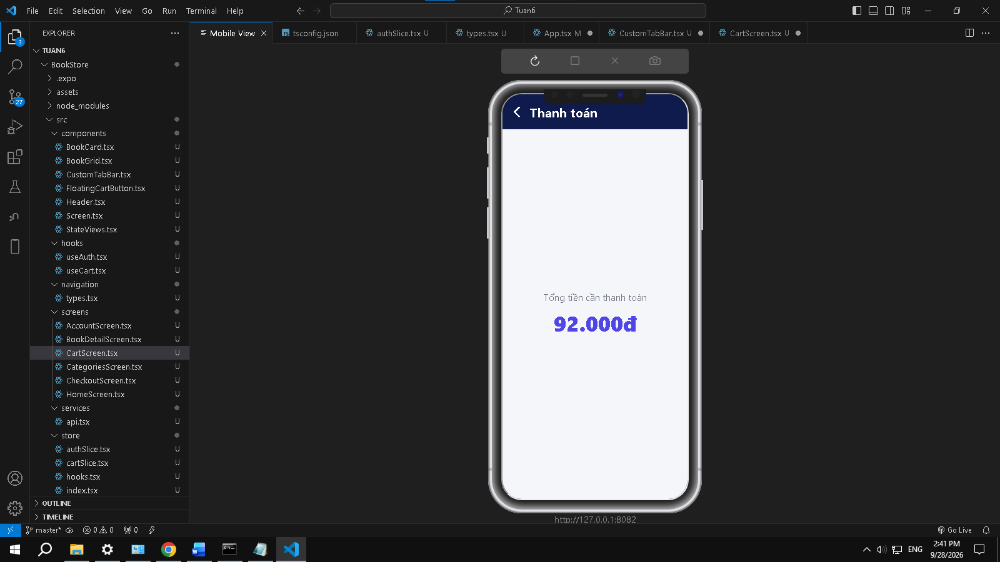 File Edit Selection View Go Run Terminal Help
Tuan6
EXPLORER
Mobile View
TS tsconfig.json
authSlice.tsx U
types.tsx U
App.tsx M
CustomTabBar.tsx U
CartScreen.tsx U
3
27
TUAN6
BookStore
.expo
assets
node_modules
src
components
BookCard.tsx U
BookGrid.tsx U
CustomTabBar.tsx U
FloatingCartButton.tsx U
Header.tsx U
Screen.tsx U
StateViews.tsx U
hooks
useAuth.tsx U
useCart.tsx U
navigation
types.tsx U
screens
AccountScreen.tsx U
BookDetailScreen.tsx U
CartScreen.tsx U
CategoriesScreen.tsx U
CheckoutScreen.tsx U
HomeScreen.tsx U
services
api.tsx U
store
authSlice.tsx U
cartSlice.tsx U
hooks.tsx U
index.tsx U
OUTLINE
TIMELINE
Thanh toán
Tổng tiền cần thanh toán
92.000đ
http://127.0.0.1:8082
master* 0 0 0
Go Live
ENG
2:41 PM
9/28/2026